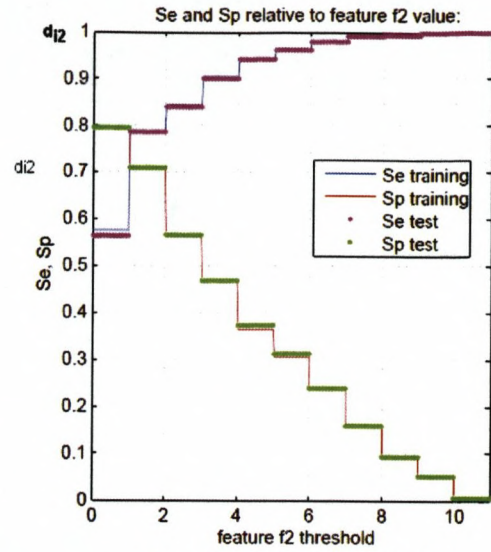 Se and Sp relative to feature f2 value:
d12
1
0.9
0.8
0.7
di2
0.6
0.5
0.4
0.3
0.2
0.1
0
Se, Sp
Se training
Sp training
Se test
Sp test
0 2 4 6 8 10
feature f2 threshold